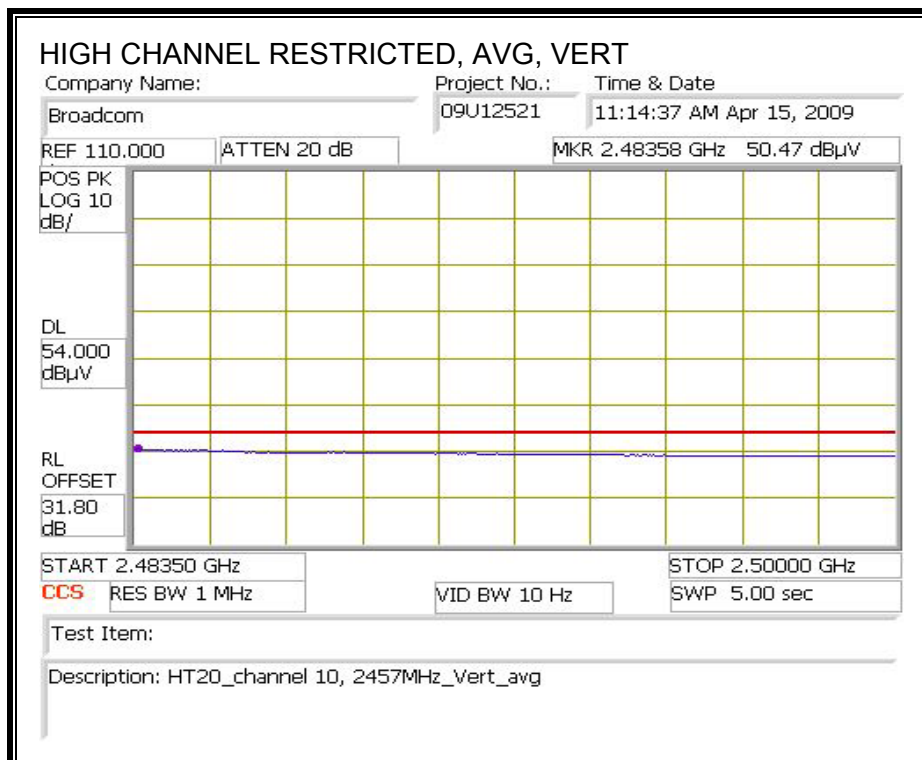 HIGH CHANNEL RESTRICTED, AVG, VERT
Company Name: Project No.: Time & Date
Broadcom 09U12521 11:14:37 AM Apr 15, 2009
REF 110.000 ATTEN 20 dB MKR 2.48358 GHz 50.47 dBµV
POS PK
LOG 10
dB/
DL
54.000
dBµV
RL
OFFSET
31.80
dB
START 2.48350 GHz STOP 2.50000 GHz
CCS RES BW 1 MHz VID BW 10 Hz SWP 5.00 sec
Test Item:
Description: HT20_channel 10, 2457MHz_Vert_avg